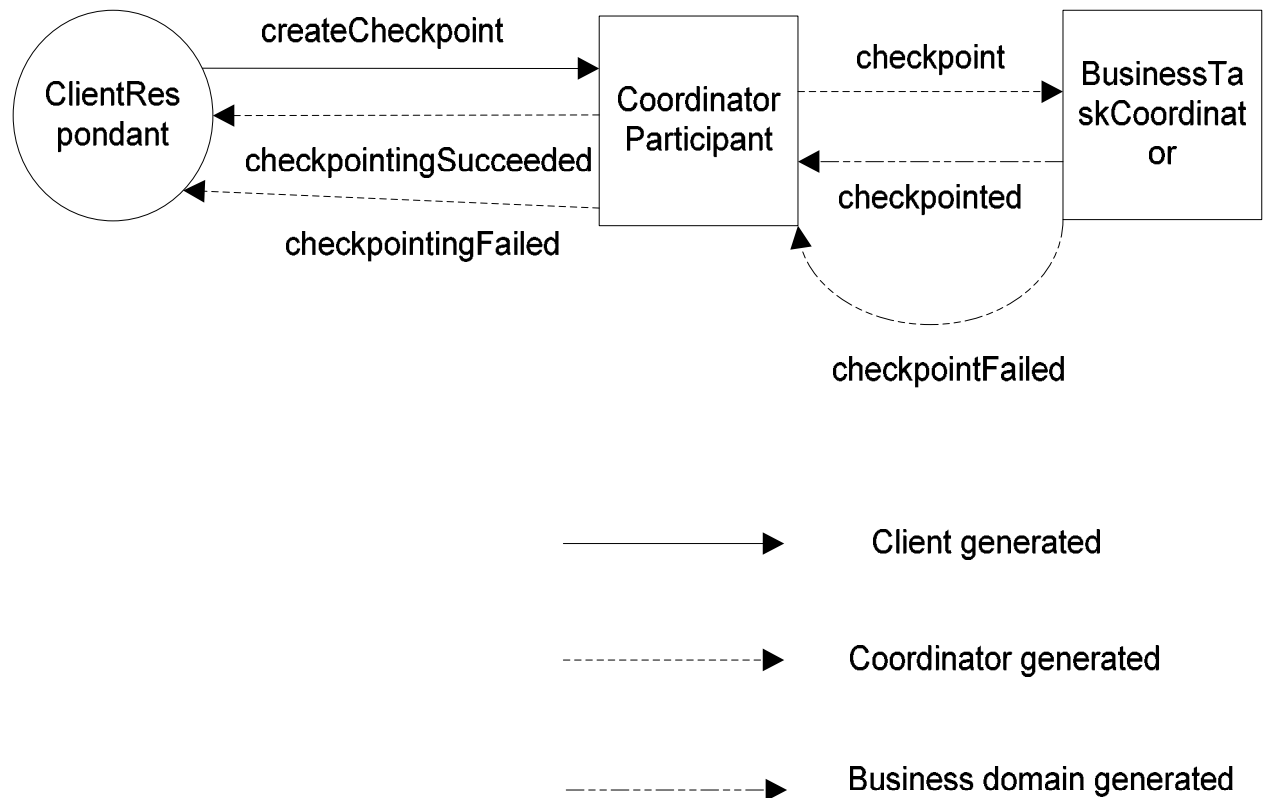 createCheckpoint
ClientRes
pondant
checkpointingSucceeded
checkpointingFailed
Coordinator
Participant
checkpoint
checkpointed
checkpointFailed
BusinessTa
skCoordinat
or
Client generated
Coordinator generated
Business domain generated